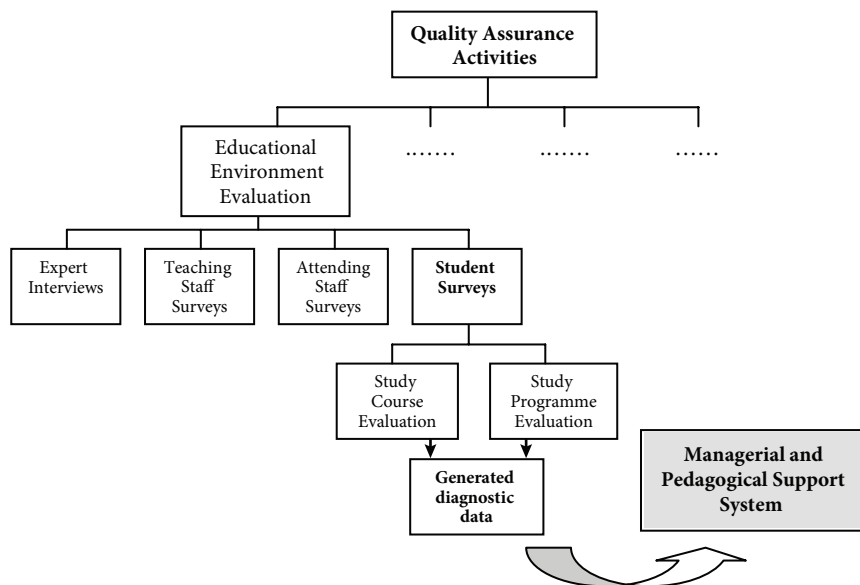 Quality Assurance
Activities
Educational
Environment
Evaluation
.......
.......
......
Expert
Interviews
Teaching
Staff
Surveys
Attending
Staff
Surveys
Student
Surveys
Study
Course
Evaluation
Study
Programme
Evaluation
Generated
diagnostic
data
Managerial and
Pedagogical Support
System